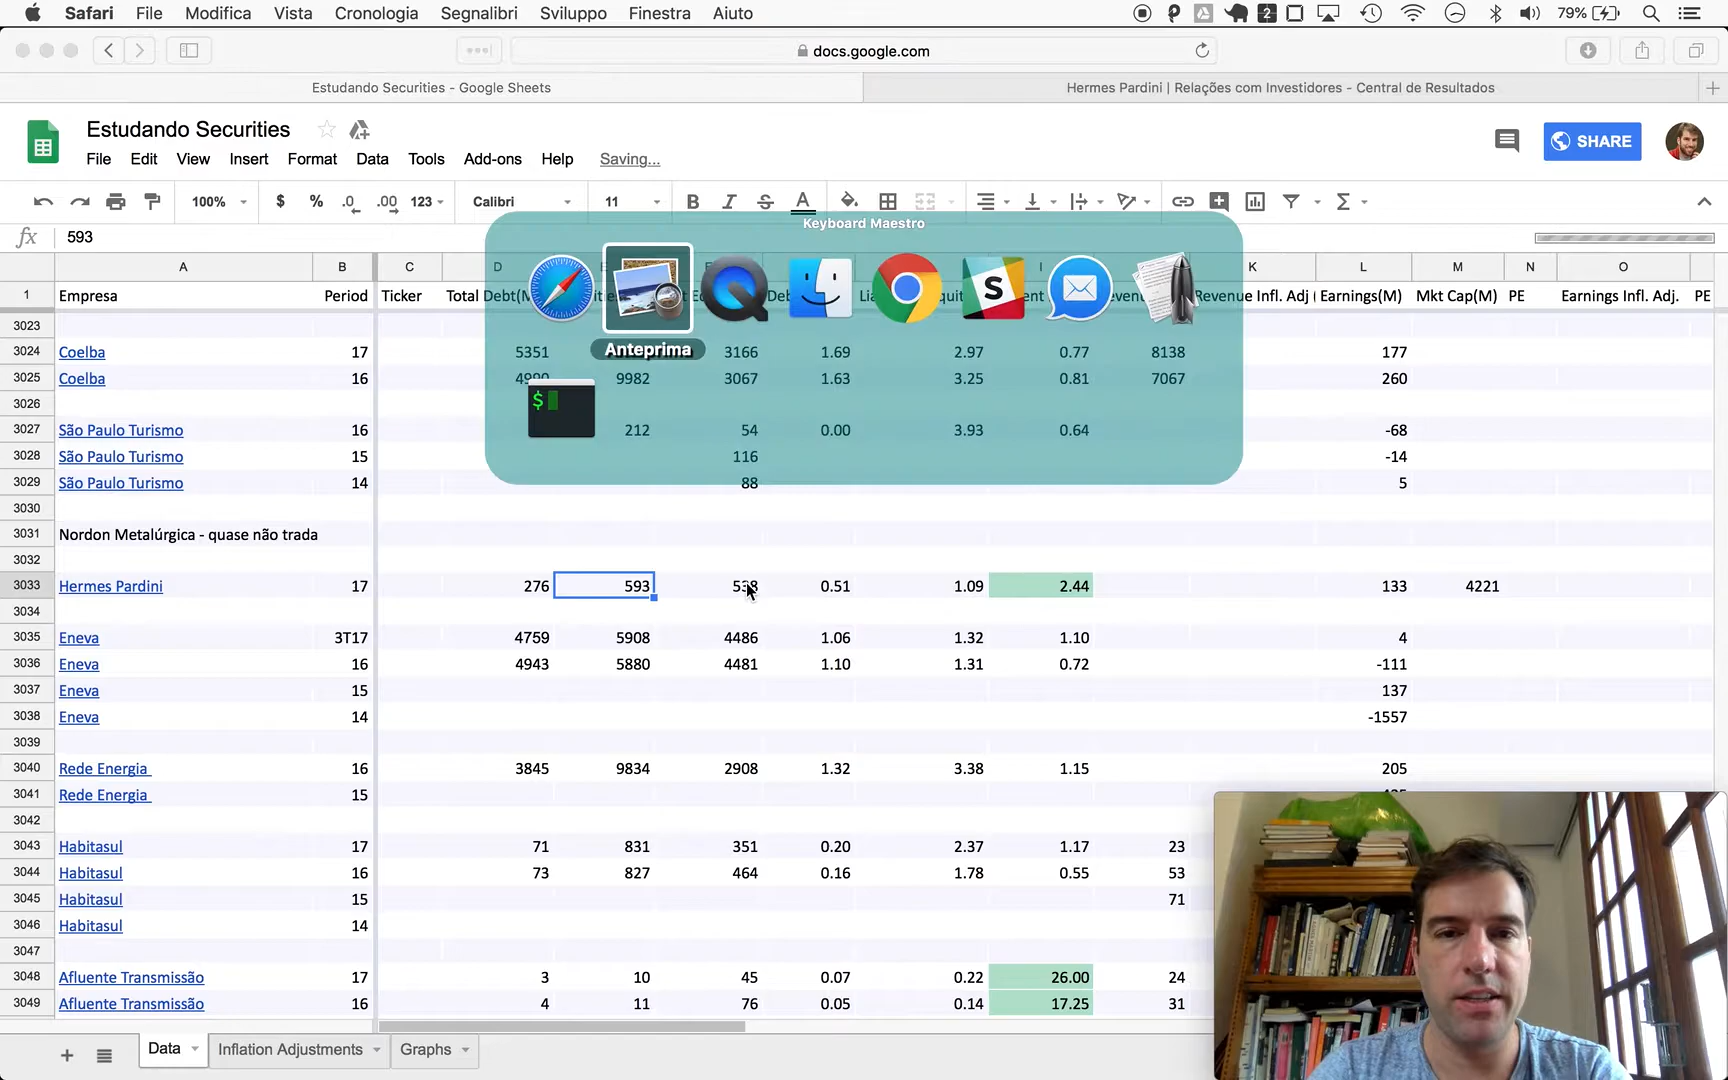 Safari File Modifica Vista Cronologia Segnalibri Sviluppo Finestra Aiuto 2 79%
docs.google.com
Estudando Securities - Google Sheets Hermes Pardini | Relações com Investidores - Central de Resultados
Estudando Securities
SHARE
File Edit View Insert Format Data Tools Add-ons Help Saving...
100% $ % .0 .00 123 Calibri 11 B I S A
Keyboard Maestro
fx 593
A B C D I K L M N O
1 Empresa Period Ticker Total Debt( Revenue Infl. Adj Earnings(M) Mkt Cap(M) PE Earnings Infl. Adj. PE
3023
Anteprima
3024 Coelba 17 5351 3166 1.69 2.97 0.77 8138 177
3025 Coelba 16 4990 9982 3067 1.63 3.25 0.81 7067 260
3026
$
3027 São Paulo Turismo 16 212 54 0.00 3.93 0.64 -68
3028 São Paulo Turismo 15 116 -14
3029 São Paulo Turismo 14 88 5
3030
3031 Nordon Metalúrgica - quase não trada
3032
3033 Hermes Pardini 17 276 593 538 0.51 1.09 2.44 133 4221
3034
3035 Eneva 3T17 4759 5908 4486 1.06 1.32 1.10 4
3036 Eneva 16 4943 5880 4481 1.10 1.31 0.72 -111
3037 Eneva 15 137
3038 Eneva 14 -1557
3039
3040 Rede Energia 16 3845 9834 2908 1.32 3.38 1.15 205
3041 Rede Energia 15
3042
3043 Habitasul 17 71 831 351 0.20 2.37 1.17 23
3044 Habitasul 16 73 827 464 0.16 1.78 0.55 53
3045 Habitasul 15 71
3046 Habitasul 14
3047
3048 Afluente Transmissão 17 3 10 45 0.07 0.22 26.00 24
3049 Afluente Transmissão 16 4 11 76 0.05 0.14 17.25 31
Data Inflation Adjustments Graphs